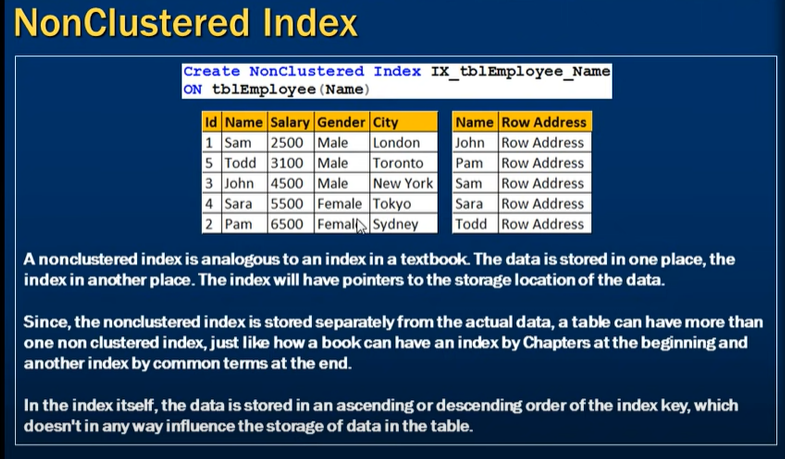 NonClustered Index
Create NonClustered Index IX_tblEmployee_Name
ON tblEmployee(Name)
Id Name Salary Gender City
1 Sam 2500 Male London
5 Todd 3100 Male Toronto
3 John 4500 Male New York
4 Sara 5500 Female Tokyo
2 Pam 6500 Female Sydney
Name Row Address
John Row Address
Pam Row Address
Sam Row Address
Sara Row Address
Todd Row Address
A nonclustered index is analogous to an index in a textbook. The data is stored in one place, the
index in another place. The index will have pointers to the storage location of the data.
Since, the nonclustered index is stored separately from the actual data, a table can have more than
one non clustered index, just like how a book can have an index by Chapters at the beginning and
another index by common terms at the end.
In the index itself, the data is stored in an ascending or descending order of the index key, which
doesn't in any way influence the storage of data in the table.